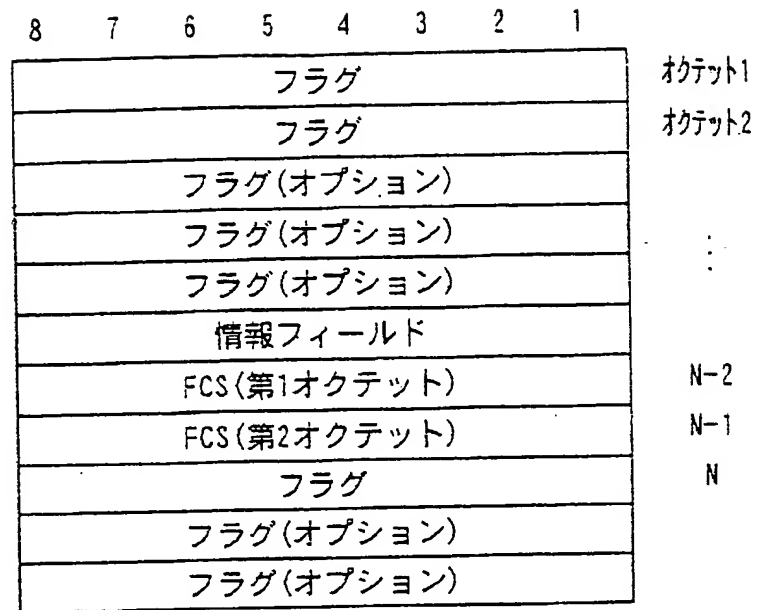 8 7 6 5 4 3 2 1
フラグ オクテット1
フラグ オクテット2
フラグ(オプション)
フラグ(オプション)
フラグ(オプション)
情報フィールド
FCS(第1オクテット) N-2
FCS(第2オクテット) N-1
フラグ N
フラグ(オプション)
フラグ(オプション)